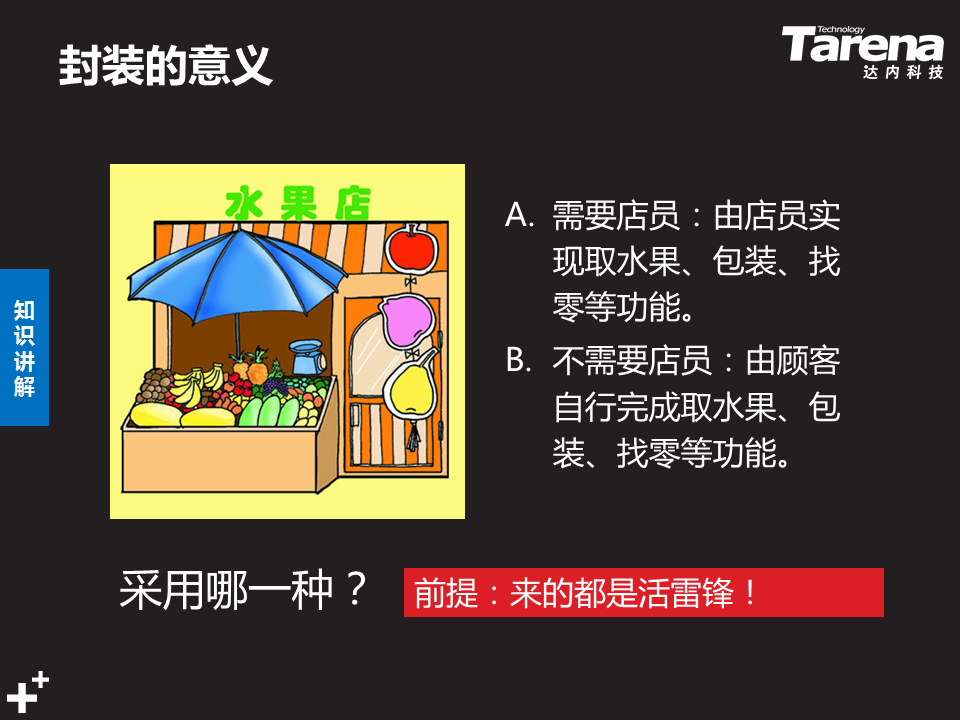 封装的意义
Technology
Tarena
达内科技
水果店
A. 需要店员：由店员实
现取水果、包装、找
零等功能。
B. 不需要店员：由顾客
自行完成取水果、包
装、找零等功能。
知识讲解
采用哪一种？
前提：来的都是活雷锋！